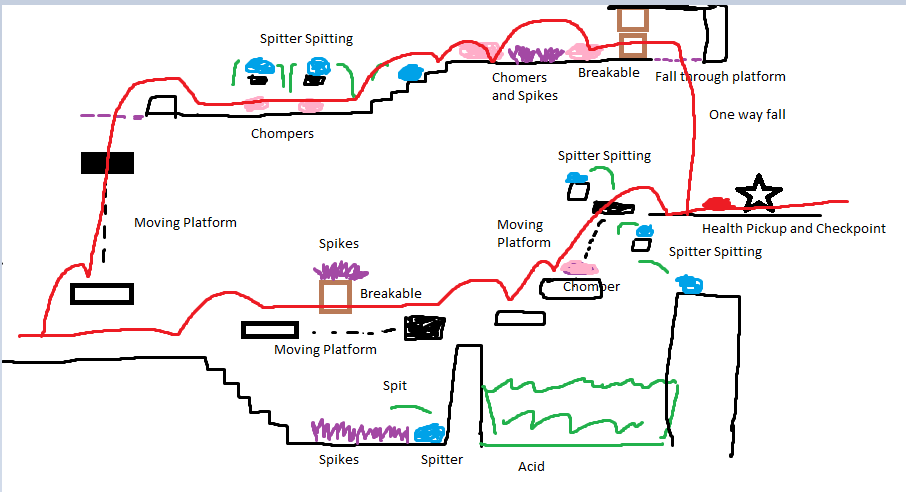 Spitter Spitting
Chomers
and Spikes
Breakable
Fall through platform
One way fall
Chompers
Spitter Spitting
Moving Platform
Moving
Platform
Health Pickup and Checkpoint
Spikes
Spitter Spitting
Breakable
Chomper
Moving Platform
Spit
Spikes
Spitter
Acid